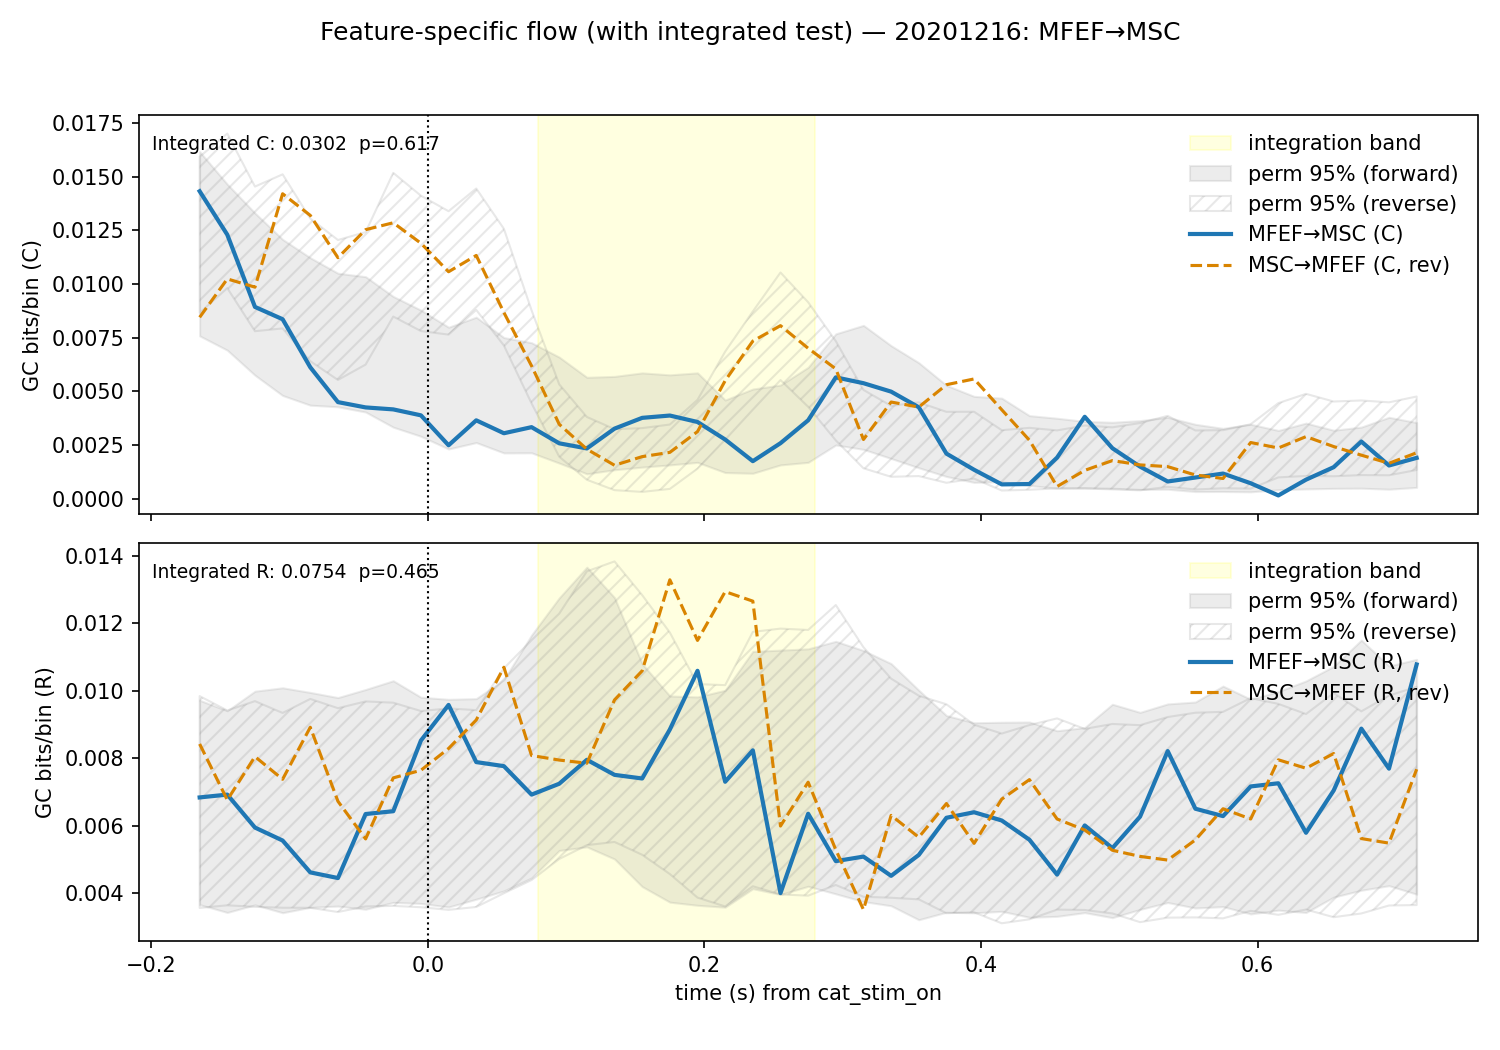 Feature-specific flow (with integrated test) — 20201216: MFEF→MSC
GC bits/bin (C)
0.0175
0.0150
0.0125
0.0100
0.0075
0.0050
0.0025
0.0000
Integrated C: 0.0302  p=0.617
integration band
perm 95% (forward)
perm 95% (reverse)
MFEF→MSC (C)
MSC→MFEF (C, rev)
GC bits/bin (R)
0.014
0.012
0.010
0.008
0.006
0.004
Integrated R: 0.0754  p=0.465
integration band
perm 95% (forward)
perm 95% (reverse)
MFEF→MSC (R)
MSC→MFEF (R, rev)
−0.2 0.0 0.2 0.4 0.6
time (s) from cat_stim_on